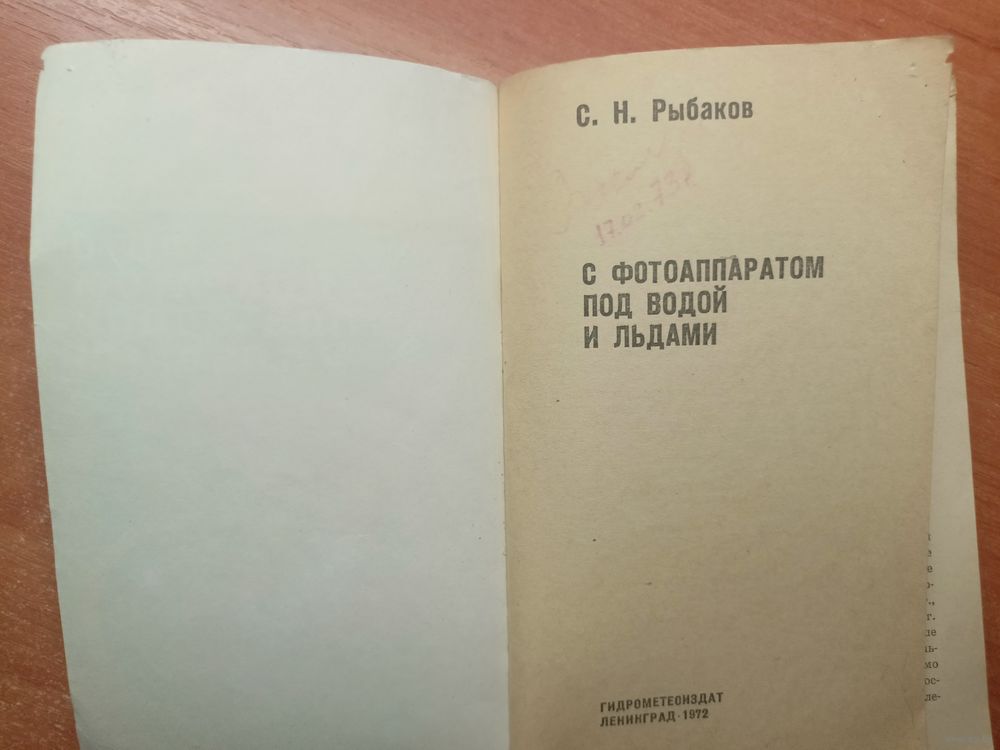 С. Н. Рыбаков
17.02.73г.
С ФОТОАППАРАТОМ
ПОД ВОДОЙ
И ЛЬДАМИ
ГИДРОМЕТЕОИЗДАТ
ЛЕНИНГРАД · 1972